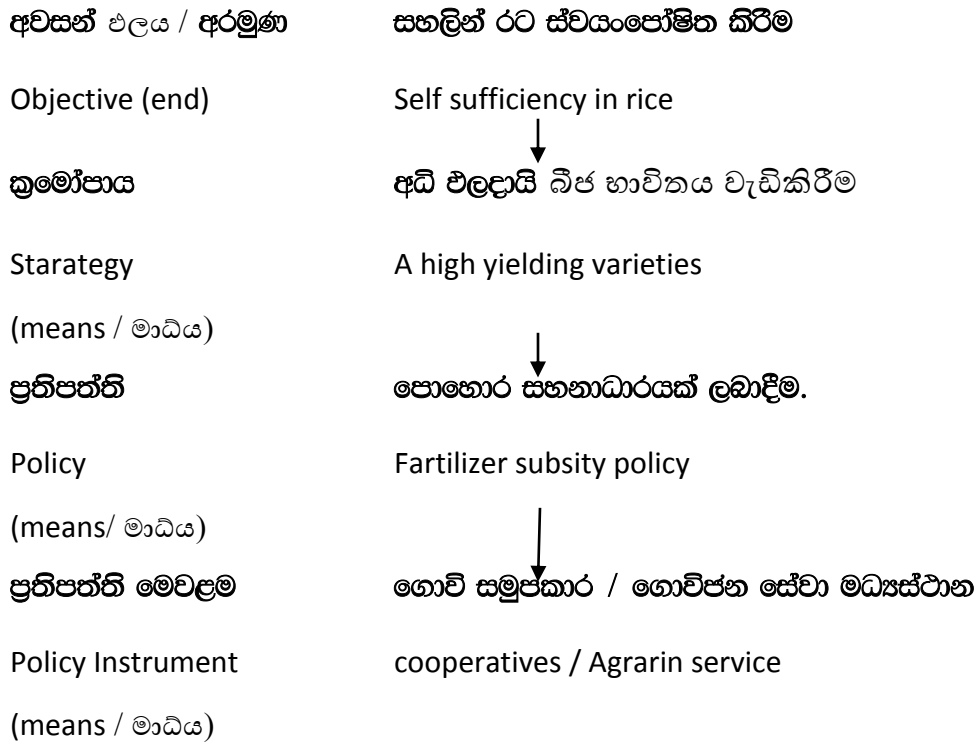 අවසන් ඵලය / අරමුණ සහලින් රට ස්වයංපෝෂිත කිරීම
Objective (end) Self sufficiency in rice
ක්‍රමෝපාය අධි ඵලදායි බීජ භාවිතය වැඩිකිරීම
Starategy A high yielding varieties
(means / මාධ්ය)
ප්‍රතිපත්ති පොහොර සහනාධාරයක් ලබාදීම.
Policy Fartilizer subsity policy
(means/ මාධ්ය)
ප්‍රතිපත්ති මෙවළම ගොවි සමුපකාර / ගොවිජන සේවා මධ්‍යස්ථාන
Policy Instrument cooperatives / Agrarin service
(means / මාධ්ය)